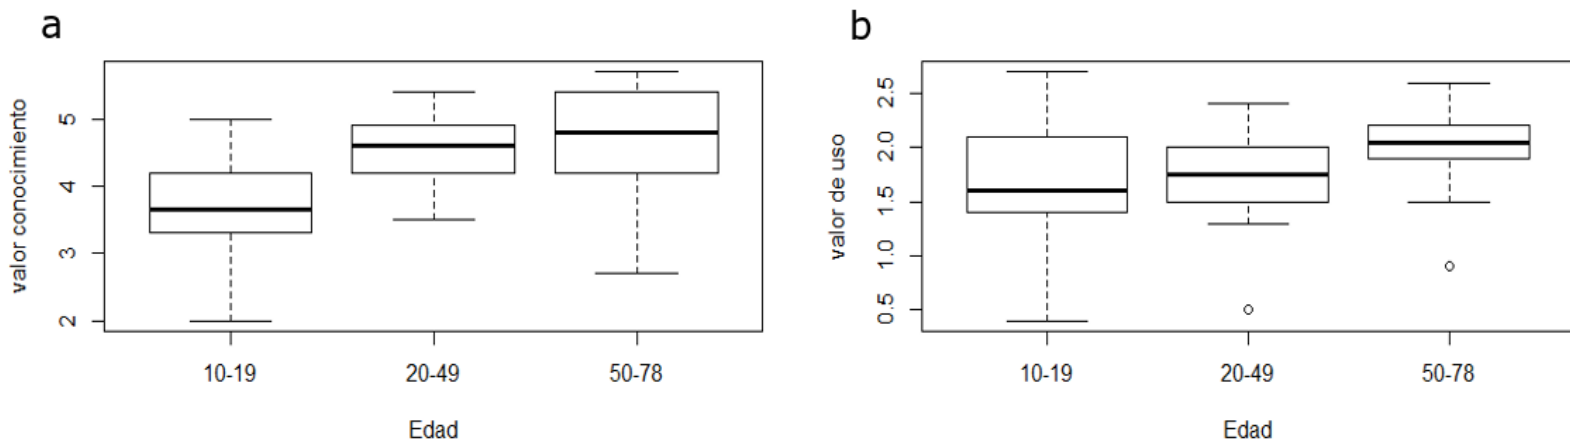 a
valor conocimiento
5
4
3
2
10-19 20-49 50-78
Edad
b
valor de uso
2.5
2.0
1.5
1.0
0.5
10-19 20-49 50-78
Edad